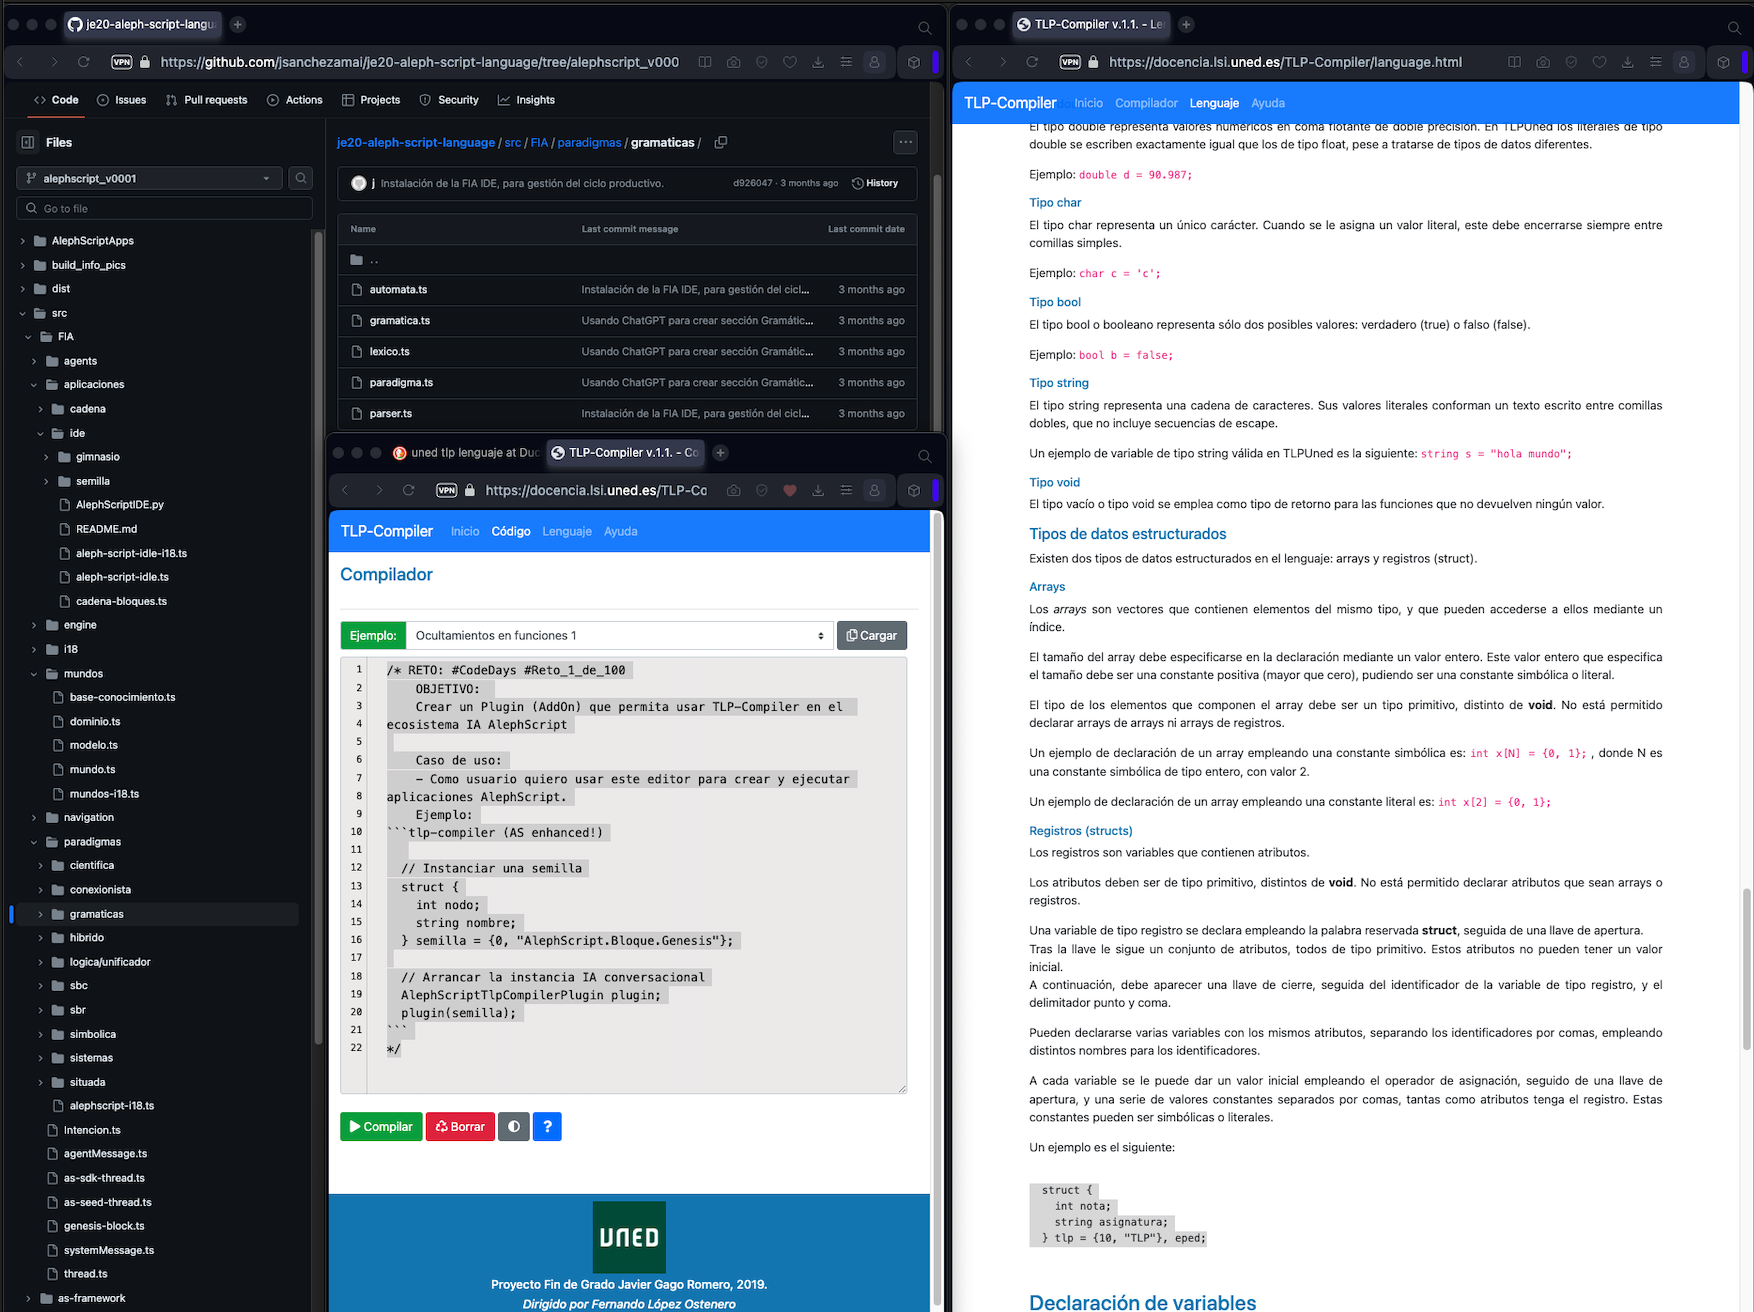 je20-aleph-script-langu
https://github.com/jsanchezamai/je20-aleph-script-language/tree/alephscript_v000
VPN
Code
Issues
Pull requests
Actions
Projects
Security
Insights
Files
alephscript_v0001
Go to file
AlephScriptApps
build_info_pics
dist
src
FIA
agents
aplicaciones
cadena
ide
gimnasio
semilla
AlephScriptIDE.py
README.md
aleph-script-idle-i18.ts
aleph-script-idle.ts
cadena-bloques.ts
engine
i18
mundos
base-conocimiento.ts
dominio.ts
modelo.ts
mundo.ts
mundos-i18.ts
navigation
paradigmas
cientifica
conexionista
gramaticas
hibrido
logica/unificador
sbc
sbr
simbolica
sistemas
situada
alephscript-i18.ts
Intencion.ts
agentMessage.ts
as-sdk-thread.ts
as-seed-thread.ts
genesis-block.ts
systemMessage.ts
thread.ts
as-framework
je20-aleph-script-language / src / FIA / paradigmas / gramaticas /
j Instalación de la FIA IDE, para gestión del ciclo productivo. d926047 · 3 months ago History
Name Last commit message Last commit date
..
automata.ts Instalación de la FIA IDE, para gestión del cicl... 3 months ago
gramatica.ts Usando ChatGPT para crear sección Gramátic... 3 months ago
lexico.ts Usando ChatGPT para crear sección Gramátic... 3 months ago
paradigma.ts Usando ChatGPT para crear sección Gramátic... 3 months ago
parser.ts Instalación de la FIA IDE, para gestión del cicl... 3 months ago
uned tlp lenguaje at Duc
TLP-Compiler v.1.1. - Co
VPN
https://docencia.lsi.uned.es/TLP-Co
TLP-Compiler Inicio Código Lenguaje Ayuda
Compilador
Ejemplo: Ocultamientos en funciones 1 Cargar
1 /* RETO: #CodeDays #Reto_1_de_100
2 OBJETIVO:
3 Crear un Plugin (AddOn) que permita usar TLP-Compiler en el
4 ecosistema IA AlephScript
5
6 Caso de uso:
7 - Como usuario quiero usar este editor para crear y ejecutar
8 aplicaciones AlephScript.
9 Ejemplo:
10 ```tlp-compiler (AS enhanced!)
11
12 // Instanciar una semilla
13 struct {
14 int nodo;
15 string nombre;
16 } semilla = {0, "AlephScript.Bloque.Genesis"};
17
18 // Arrancar la instancia IA conversacional
19 AlephScriptTlpCompilerPlugin plugin;
20 plugin(semilla);
21 ```
22 */
Compilar Borrar ?
UNED
Proyecto Fin de Grado Javier Gago Romero, 2019.
Dirigido por Fernando López Ostenero
TLP-Compiler v.1.1. - Le
VPN
https://docencia.lsi.uned.es/TLP-Compiler/language.html
TLP-Compiler Inicio Compilador Lenguaje Ayuda
El tipo double representa valores numéricos en coma flotante de doble precisión. En TLPUned los literales de tipo
double se escriben exactamente igual que los de tipo float, pese a tratarse de tipos de datos diferentes.
Ejemplo: double d = 90.987;
Tipo char
El tipo char representa un único carácter. Cuando se le asigna un valor literal, este debe encerrarse siempre entre
comillas simples.
Ejemplo: char c = 'c';
Tipo bool
El tipo bool o booleano representa sólo dos posibles valores: verdadero (true) o falso (false).
Ejemplo: bool b = false;
Tipo string
El tipo string representa una cadena de caracteres. Sus valores literales conforman un texto escrito entre comillas
dobles, que no incluye secuencias de escape.
Un ejemplo de variable de tipo string válida en TLPUned es la siguiente: string s = "hola mundo";
Tipo void
El tipo vacío o tipo void se emplea como tipo de retorno para las funciones que no devuelven ningún valor.
Tipos de datos estructurados
Existen dos tipos de datos estructurados en el lenguaje: arrays y registros (struct).
Arrays
Los arrays son vectores que contienen elementos del mismo tipo, y que pueden accederse a ellos mediante un
índice.
El tamaño del array debe especificarse en la declaración mediante un valor entero. Este valor entero que especifica
el tamaño debe ser una constante positiva (mayor que cero), pudiendo ser una constante simbólica o literal.
El tipo de los elementos que componen el array debe ser un tipo primitivo, distinto de void. No está permitido
declarar arrays de arrays ni arrays de registros.
Un ejemplo de declaración de un array empleando una constante simbólica es: int x[N] = {0, 1}; , donde N es
una constante simbólica de tipo entero, con valor 2.
Un ejemplo de declaración de un array empleando una constante literal es: int x[2] = {0, 1};
Registros (structs)
Los registros son variables que contienen atributos.
Los atributos deben ser de tipo primitivo, distintos de void. No está permitido declarar atributos que sean arrays o
registros.
Una variable de tipo registro se declara empleando la palabra reservada struct, seguida de una llave de apertura.
Tras la llave le sigue un conjunto de atributos, todos de tipo primitivo. Estos atributos no pueden tener un valor
inicial.
A continuación, debe aparecer una llave de cierre, seguida del identificador de la variable de tipo registro, y el
delimitador punto y coma.
Pueden declararse varias variables con los mismos atributos, separando los identificadores por comas, empleando
distintos nombres para los identificadores.
A cada variable se le puede dar un valor inicial empleando el operador de asignación, seguido de una llave de
apertura, y una serie de valores constantes separados por comas, tantas como atributos tenga el registro. Estas
constantes pueden ser simbólicas o literales.
Un ejemplo es el siguiente:
struct {
int nota;
string asignatura;
} tlp = {10, "TLP"}, eped;
Declaración de variables